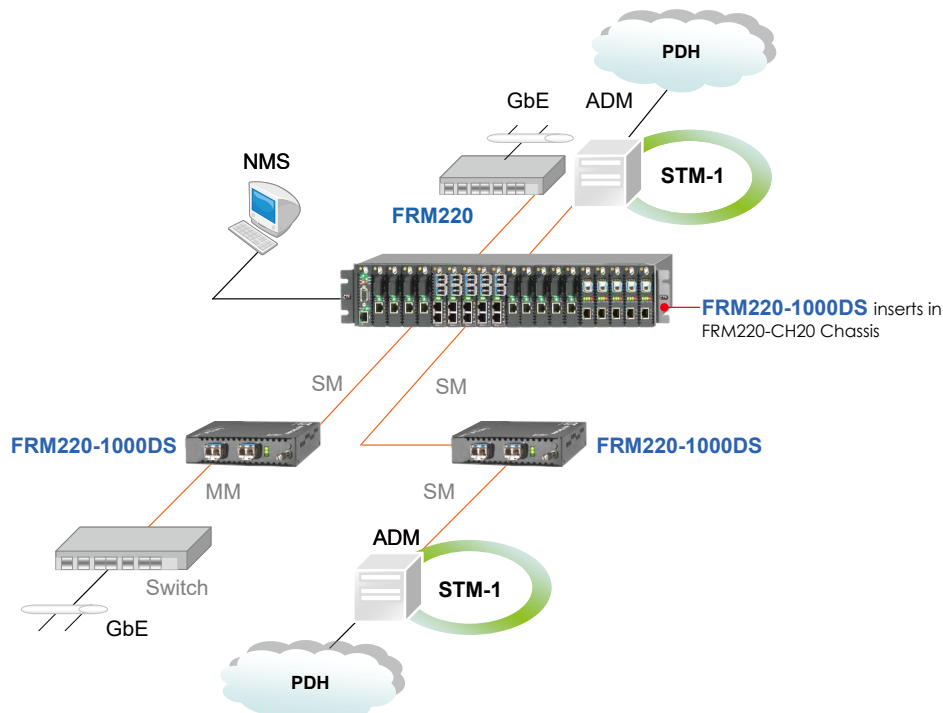 PDH
GbE
ADM
NMS
STM-1
FRM220
FRM220-1000DS inserts in
FRM220-CH20 Chassis
SM
SM
FRM220-1000DS
FRM220-1000DS
MM
SM
ADM
Switch
STM-1
GbE
PDH